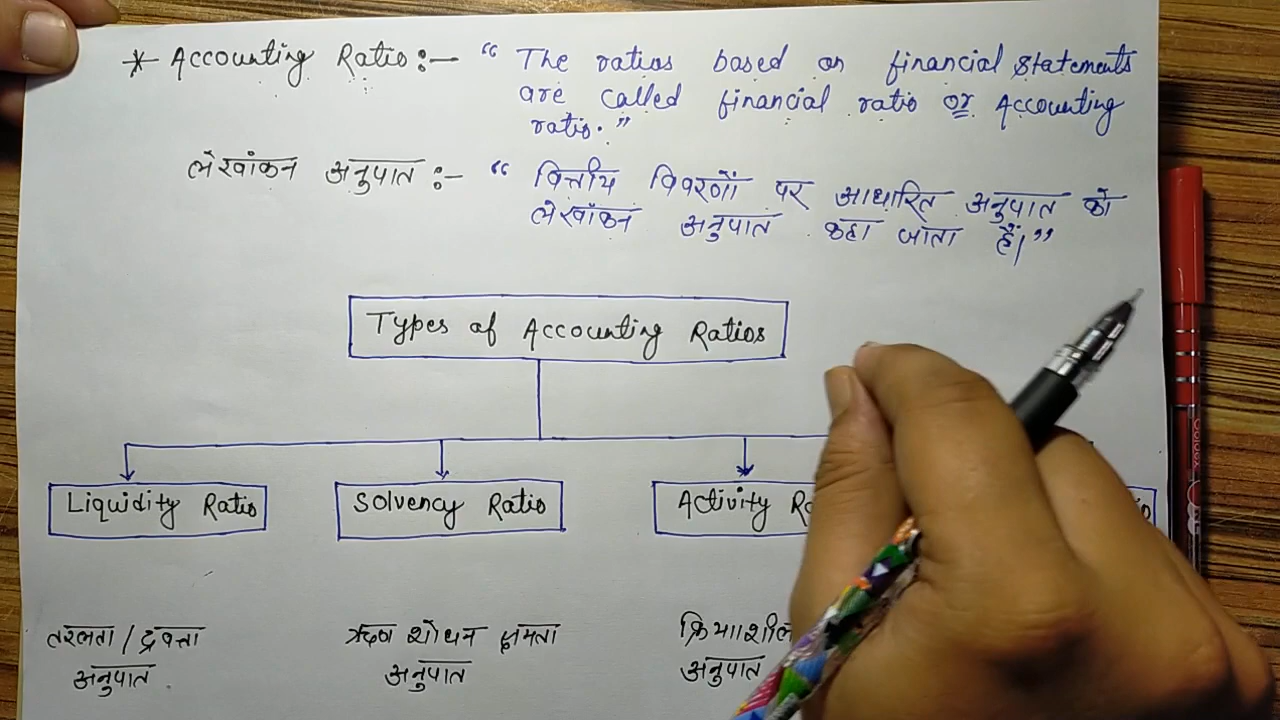 * Accounting Ratio:- “ The ratios based on financial statements
are called financial ratio or Accounting
ratio.”
लेखांकन अनुपात :- “ वित्तीय विवरणों पर आधारित अनुपात को
लेखांकन अनुपात कहा जाता हैं।”
Types of Accounting Ratios
Liquidity Ratio Solvency Ratio Activity
तरलता / द्रवता ऋण शोधन क्षमता
अनुपात अनुपात अनुपात